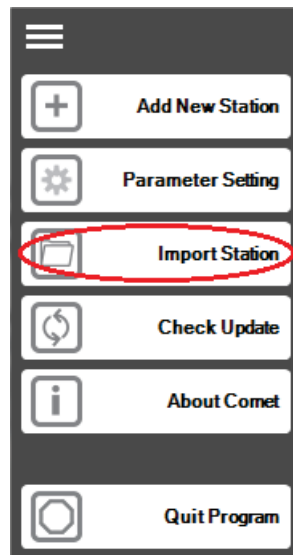 Add New Station
Parameter Setting
Import Station
Check Update
About Comet
Quit Program